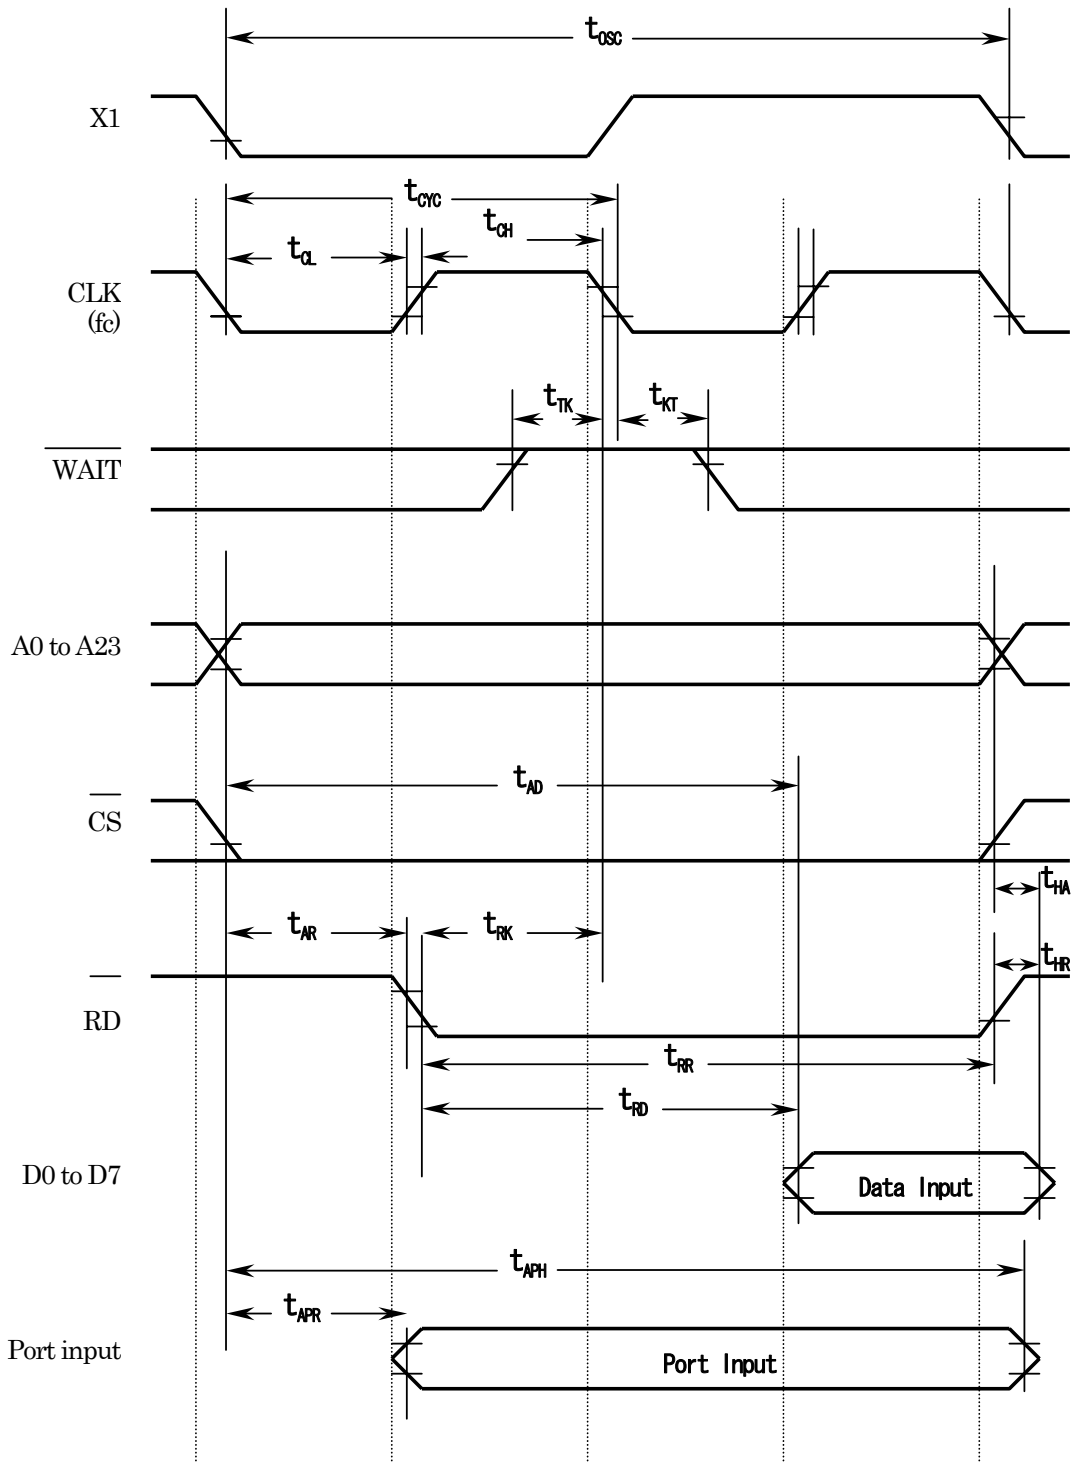 tOSC
X1
tCYC
tCH
tCL
CLK
(fc)
tTK
tKT
WAIT
A0 to A23
tAD
CS
tHA
tAR
tRK
tHR
RD
tRR
tRD
D0 to D7
Data Input
tAPH
tAPR
Port input
Port Input